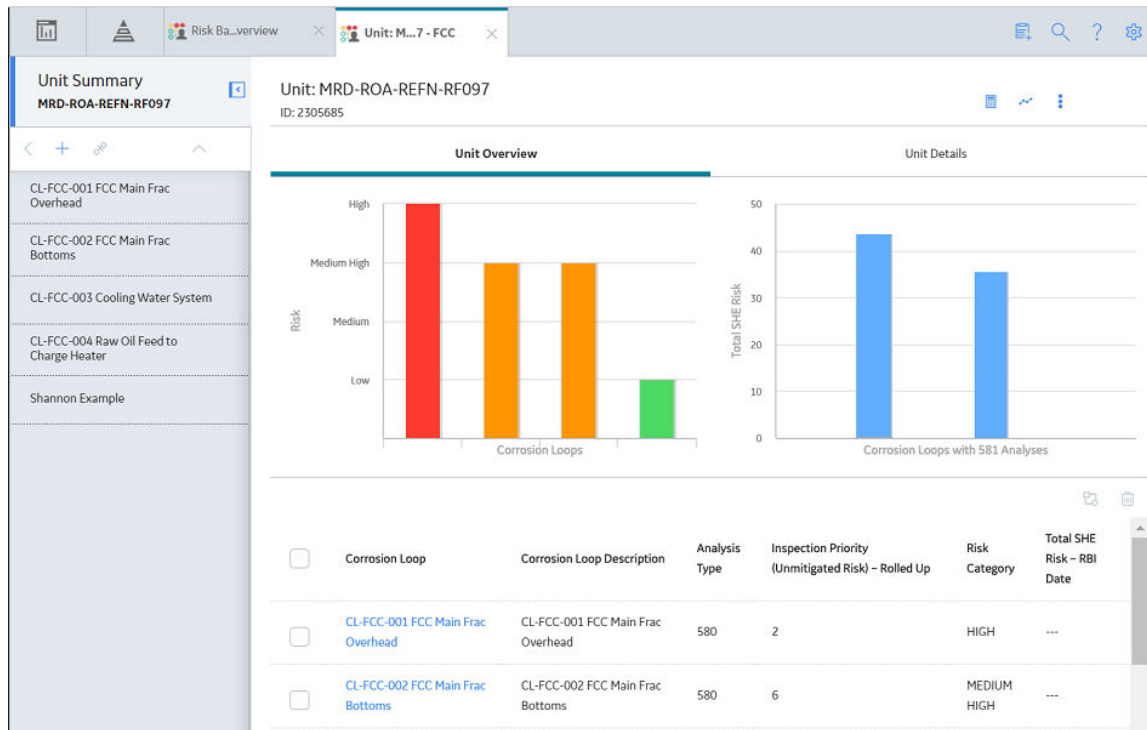 Risk Ba...verview
Unit: M...7 - FCC
Unit Summary
MRD-ROA-REFN-RF097
CL-FCC-001 FCC Main Frac
Overhead
CL-FCC-002 FCC Main Frac
Bottoms
CL-FCC-003 Cooling Water System
CL-FCC-004 Raw Oil Feed to
Charge Heater
Shannon Example
Unit: MRD-ROA-REFN-RF097
ID: 2305685
Unit Overview
Unit Details
High
Medium High
Medium
Low
Risk
Corrosion Loops
50
40
30
20
10
0
Total SHE Risk
Corrosion Loops with 581 Analyses
Corrosion Loop
Corrosion Loop Description
Analysis
Type
Inspection Priority
(Unmitigated Risk) – Rolled Up
Risk
Category
Total SHE
Risk – RBI
Date
CL-FCC-001 FCC Main Frac
Overhead
CL-FCC-001 FCC Main Frac
Overhead
580
2
HIGH
---
CL-FCC-002 FCC Main Frac
Bottoms
CL-FCC-002 FCC Main Frac
Bottoms
580
6
MEDIUM
HIGH
---